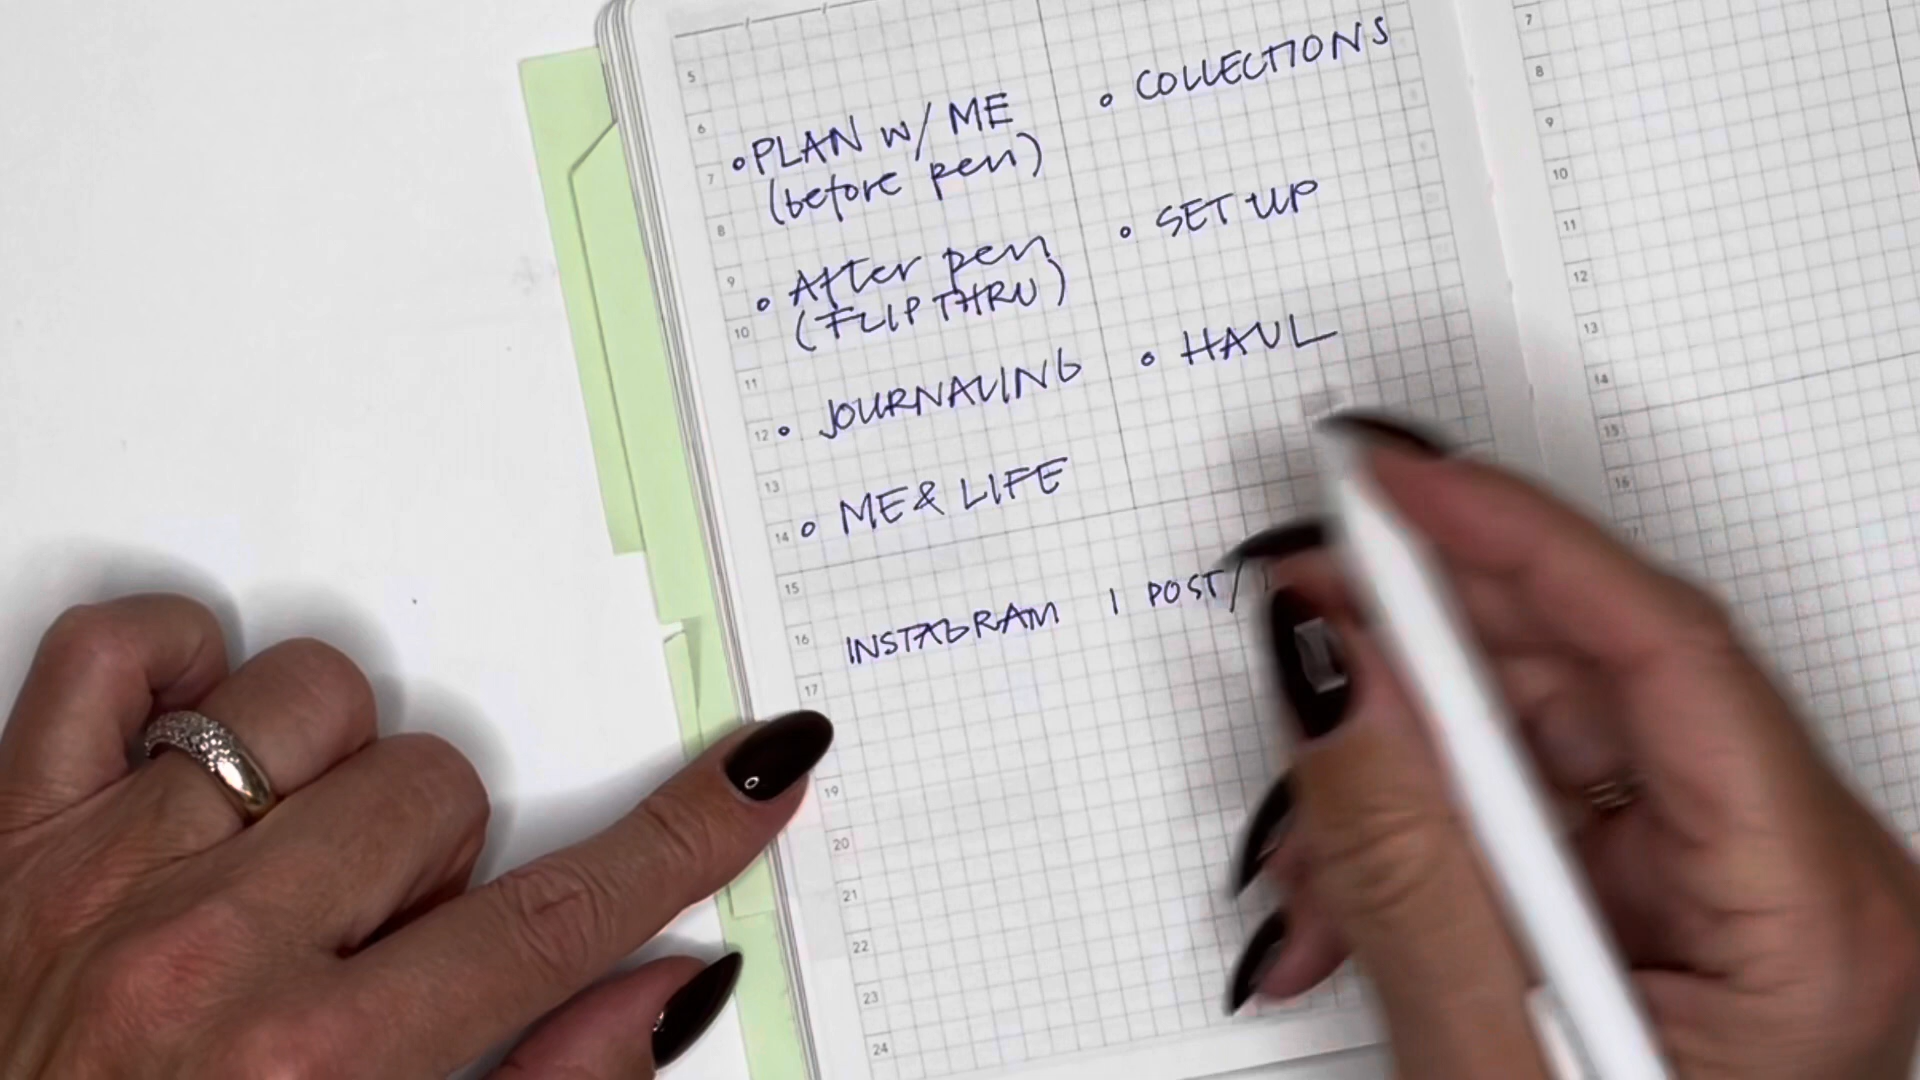 • PLAN W/ ME
(before pen)
• After pen
(FLIP THRU)
• JOURNALING
• ME & LIFE
• COLLECTIONS
• SET UP
• HAUL
INSTAGRAM 1 POST/
5
6
7
8
9
10
11
12
13
14
15
16
17
19
20
21
22
23
24
7
8
9
10
11
12
13
14
15
16